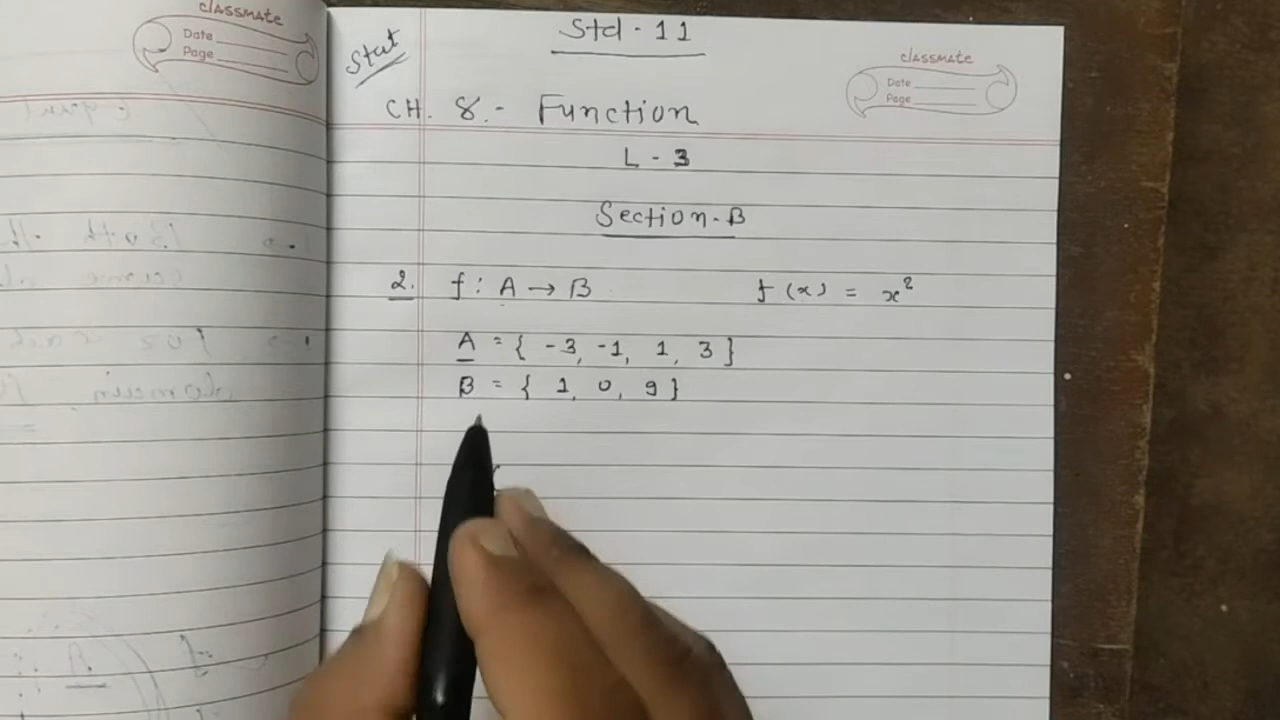 classmate
Date
Page
Std - 11
Stat
classmate
Date
Page
CH. 8.- Function
L - 3
Section-B
2. f : A → B f(x) = x²
A = { -3, -1, 1, 3 }
B = { 1, 0, 9 }